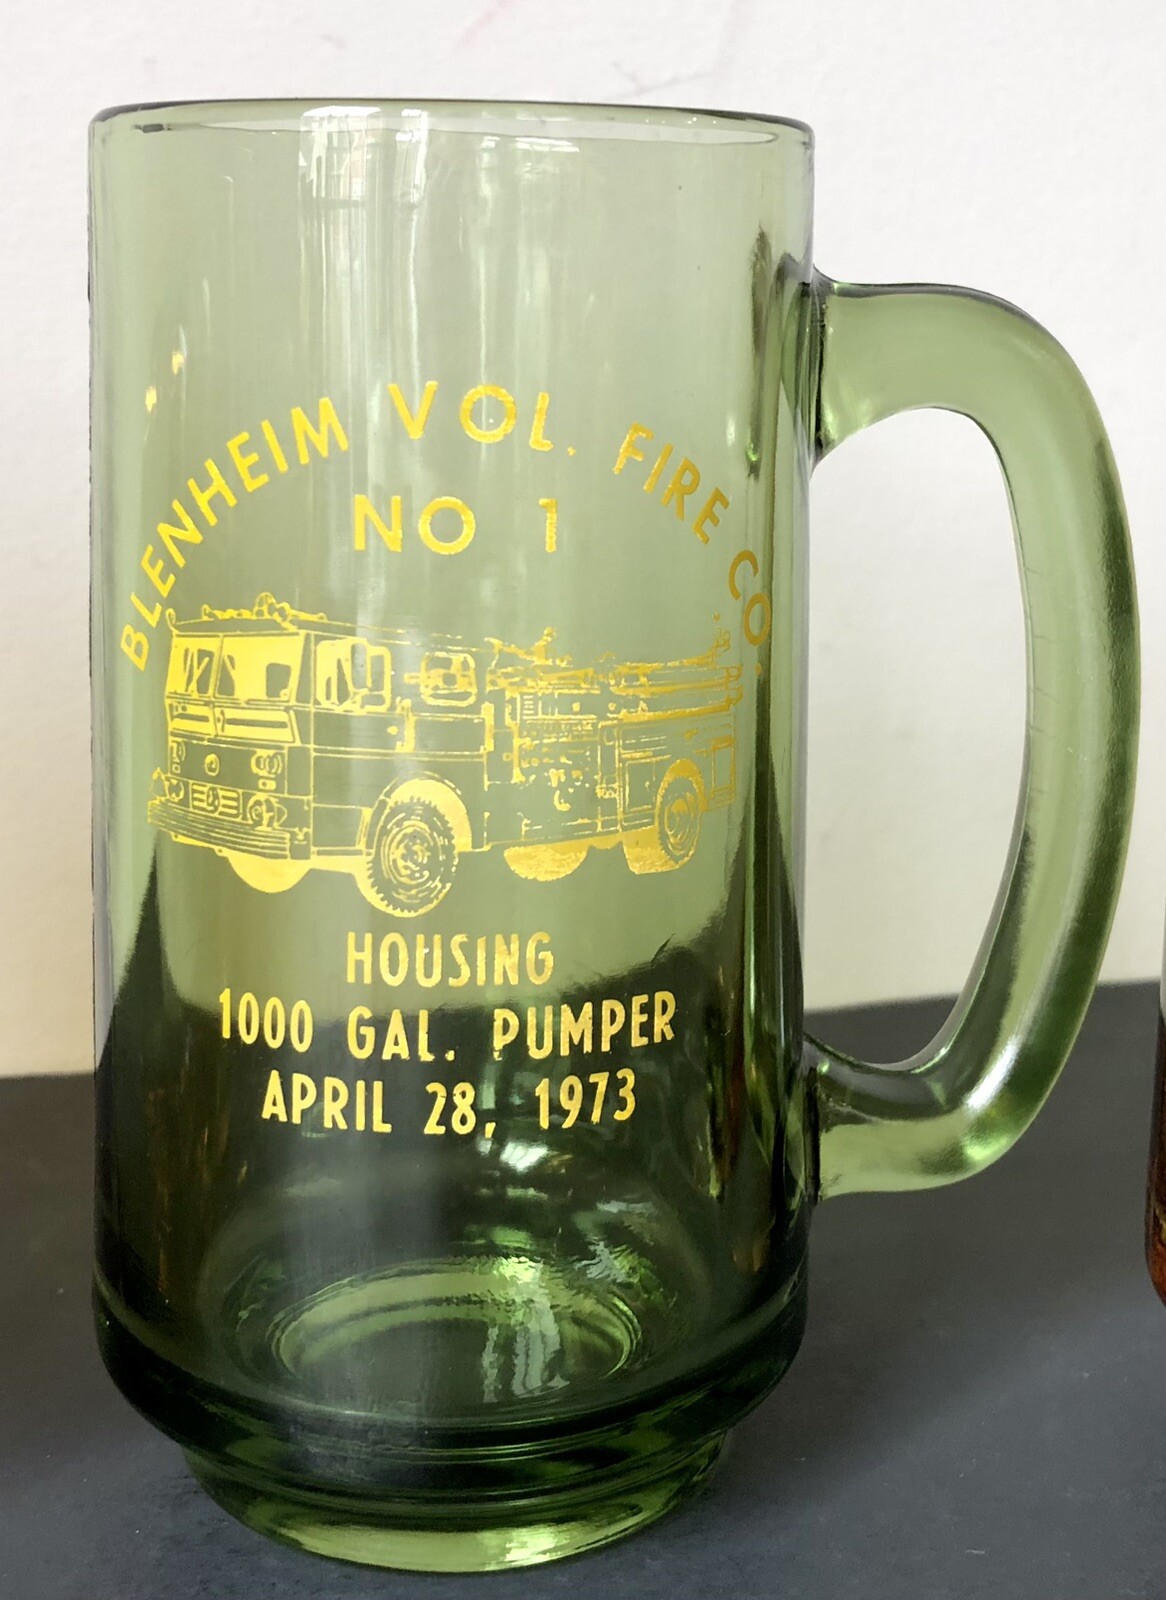 BLENHEIM VOL. FIRE CO.
NO 1
HOUSING
1000 GAL. PUMPER
APRIL 28, 1973